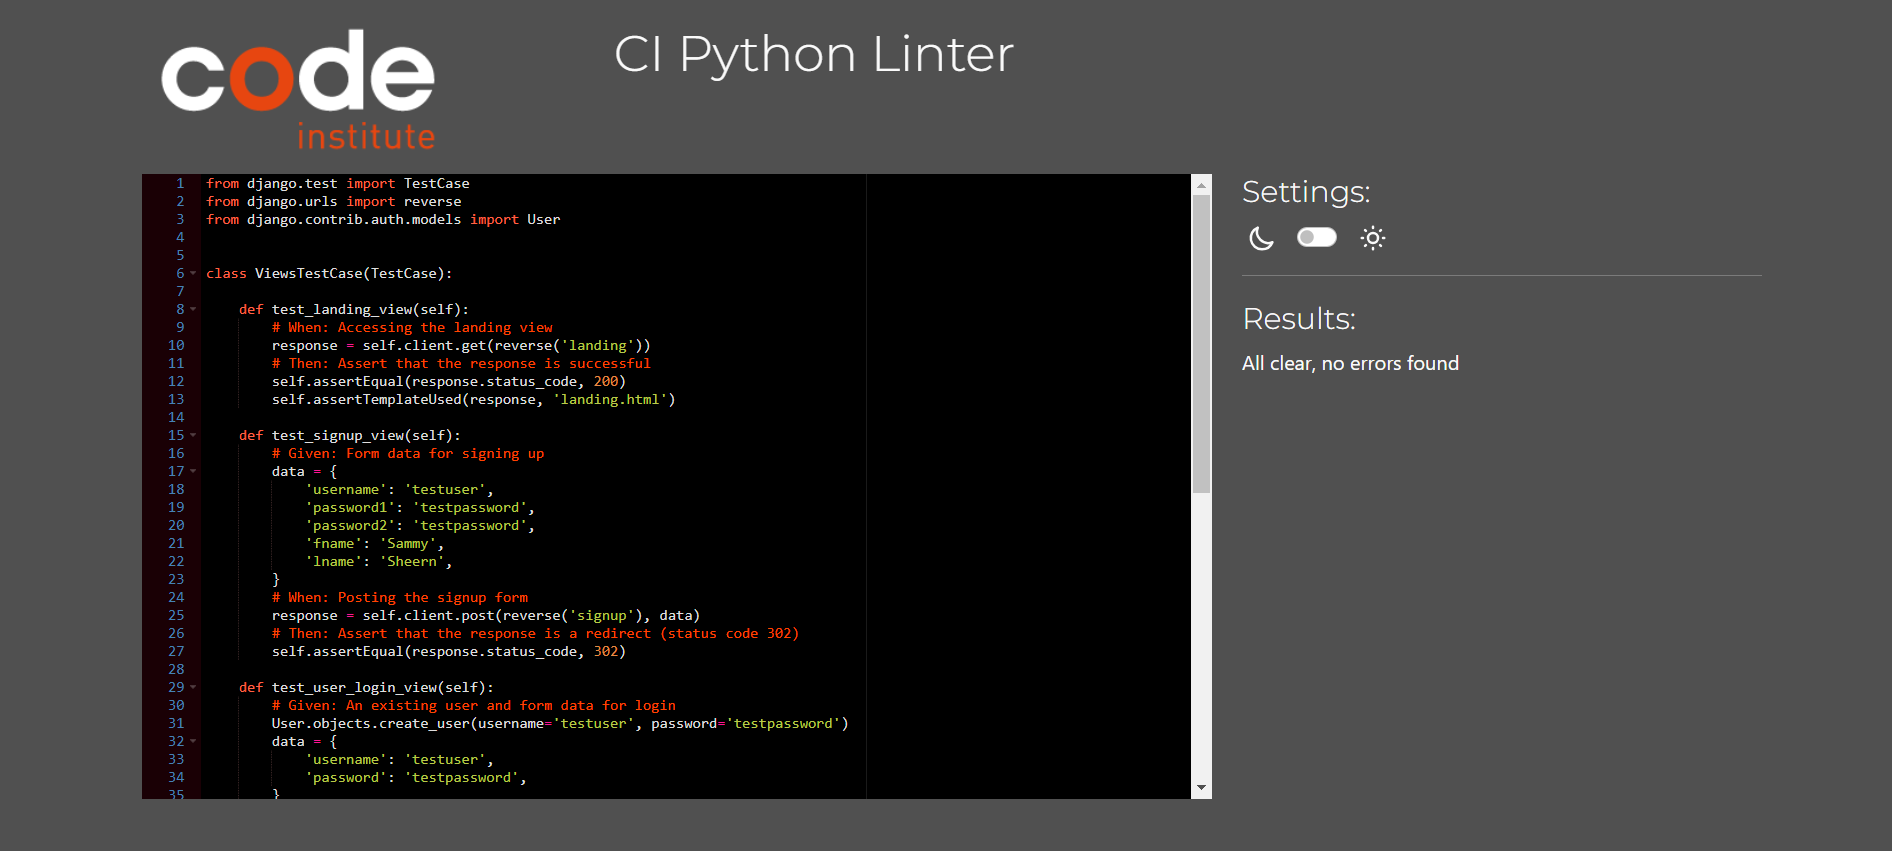 code
institute
CI Python Linter
1 from django.test import TestCase
2 from django.urls import reverse
3 from django.contrib.auth.models import User
4
5
6 class ViewsTestCase(TestCase):
7
8     def test_landing_view(self):
9         # When: Accessing the landing view
10         response = self.client.get(reverse('landing'))
11         # Then: Assert that the response is successful
12         self.assertEqual(response.status_code, 200)
13         self.assertTemplateUsed(response, 'landing.html')
14
15     def test_signup_view(self):
16         # Given: Form data for signing up
17         data = {
18             'username': 'testuser',
19             'password1': 'testpassword',
20             'password2': 'testpassword',
21             'fname': 'Sammy',
22             'lname': 'Sheern',
23         }
24         # When: Posting the signup form
25         response = self.client.post(reverse('signup'), data)
26         # Then: Assert that the response is a redirect (status code 302)
27         self.assertEqual(response.status_code, 302)
28
29     def test_user_login_view(self):
30         # Given: An existing user and form data for login
31         User.objects.create_user(username='testuser', password='testpassword')
32         data = {
33             'username': 'testuser',
34             'password': 'testpassword',
35         }
Settings:
Results:
All clear, no errors found